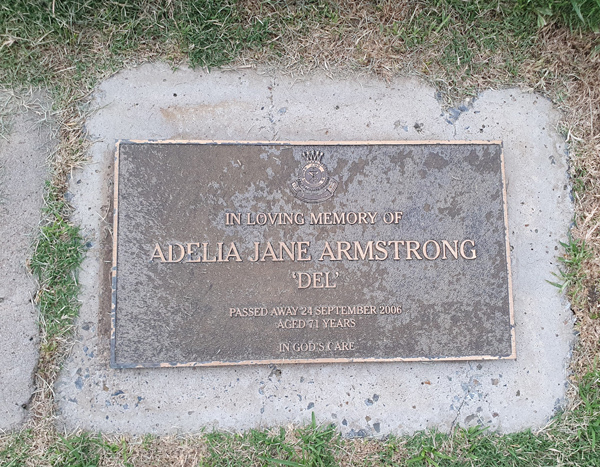 IN LOVING MEMORY OF
ADELIA JANE ARMSTRONG
'DEL'
PASSED AWAY 24 SEPTEMBER 2006
AGED 71 YEARS
IN GOD'S CARE